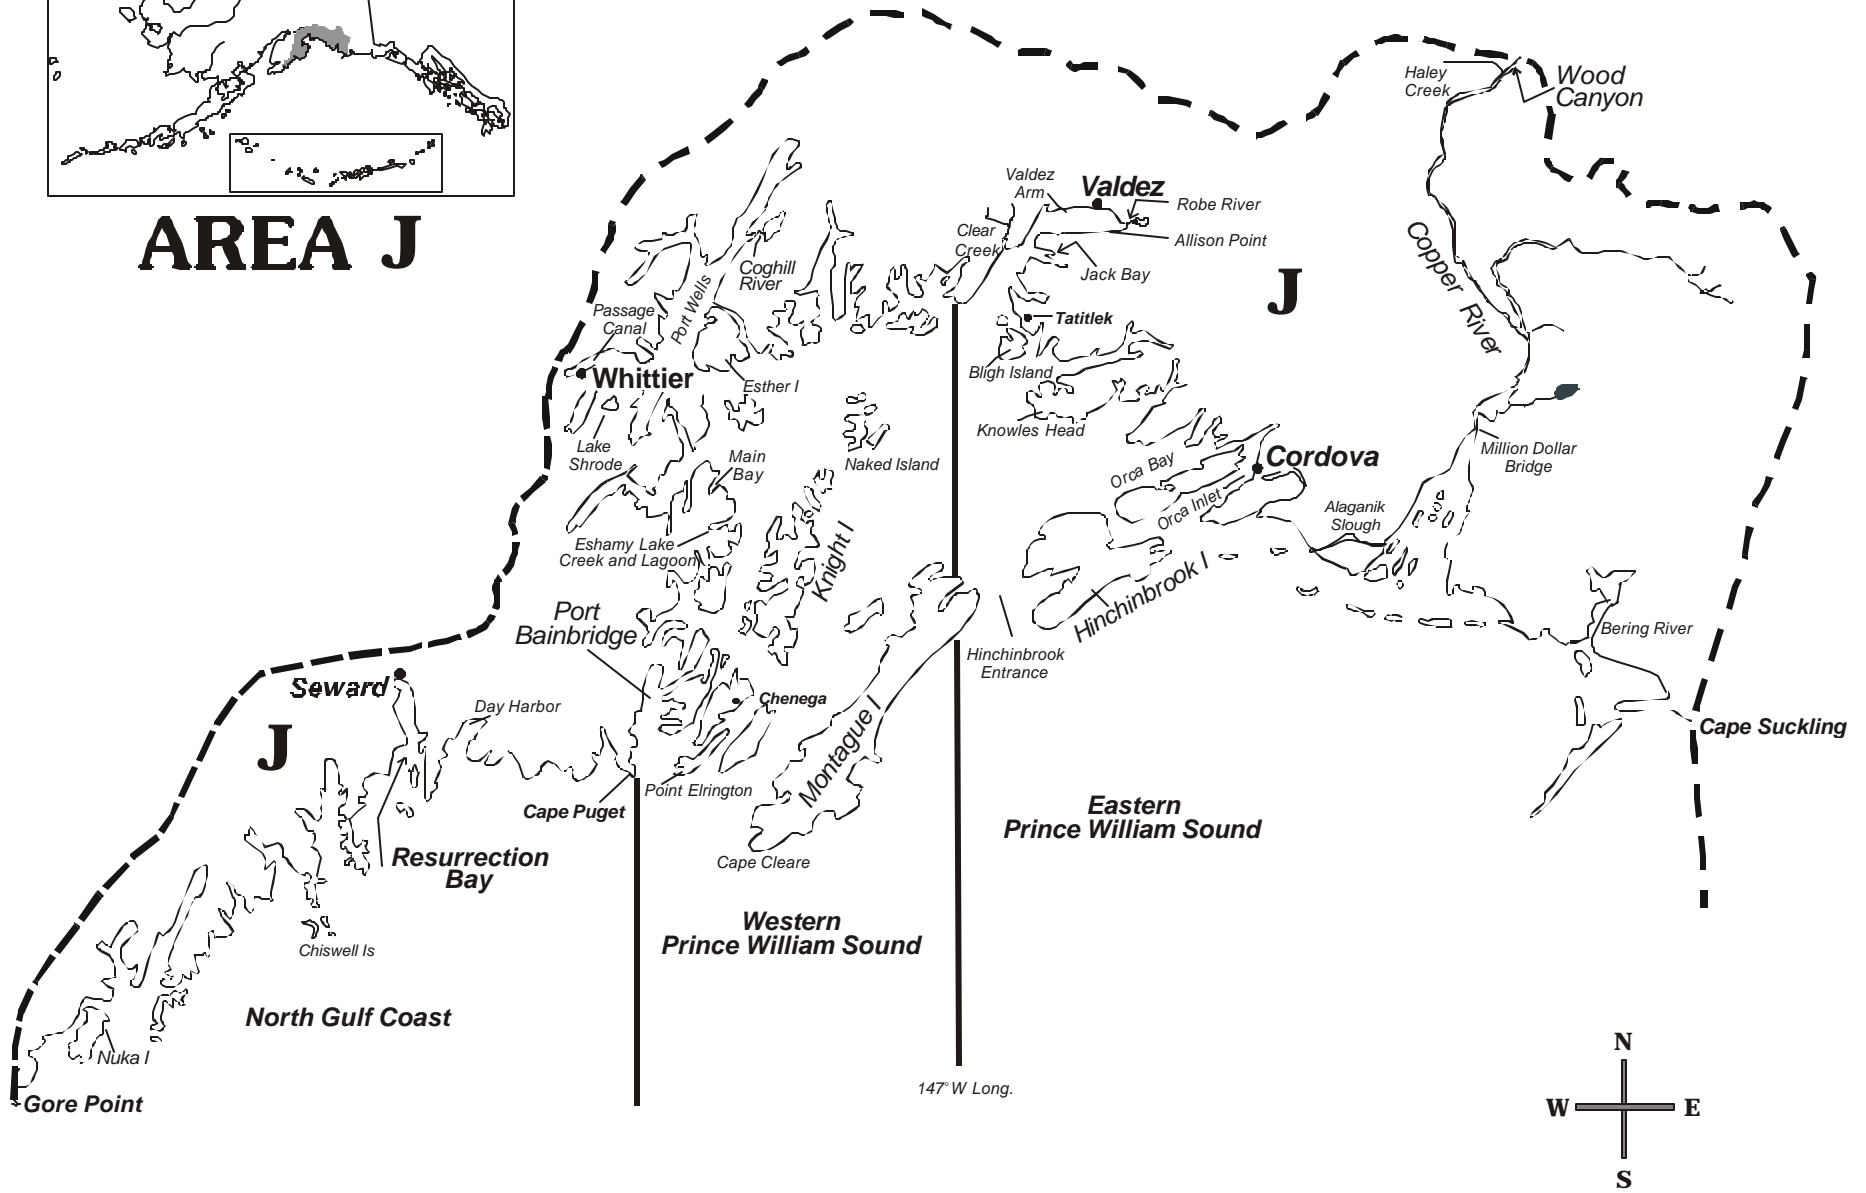 AREA J
Haley
Creek
Wood
Canyon
Valdez
Arm
Valdez
Robe River
Clear
Creek
Allison Point
Jack Bay
Copper River
J
Coghill
River
Port Wells
Passage
Canal
Tatitlek
Whittier
Esther I
Bligh Island
Knowles Head
Lake
Shrode
Main
Bay
Naked Island
Orca Bay
Cordova
Orca Inlet
Million Dollar
Bridge
Alaganik
Slough
Eshamy Lake
Creek and Lagoon
Knight I
Hinchinbrook I
Port
Bainbridge
Hinchinbrook
Entrance
Bering River
Seward
Day Harbor
Chenega
Montague I
Cape Suckling
J
Point Elrington
Cape Puget
Eastern
Prince William Sound
Resurrection
Bay
Cape Cleare
Western
Prince William Sound
Chiswell Is
North Gulf Coast
Nuka I
Gore Point
147°W Long.
N
W E
S